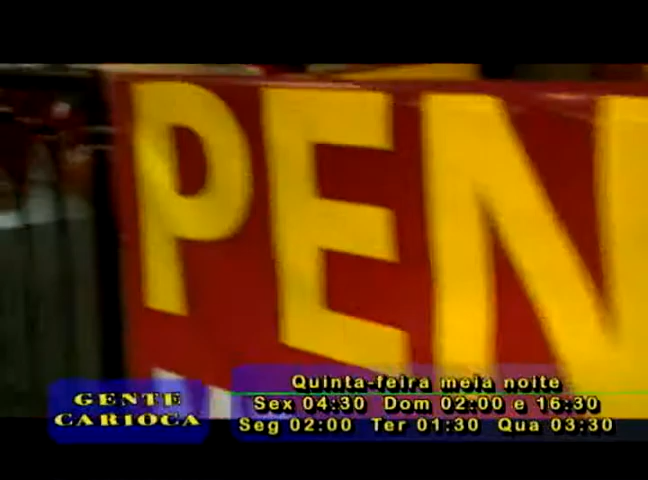 PEN
GENTE
CARIOCA
Quinta-feira meia noite
Sex 04:30 Dom 02:00 e 16:30
Seg 02:00 Ter 01:30 Qua 03:30